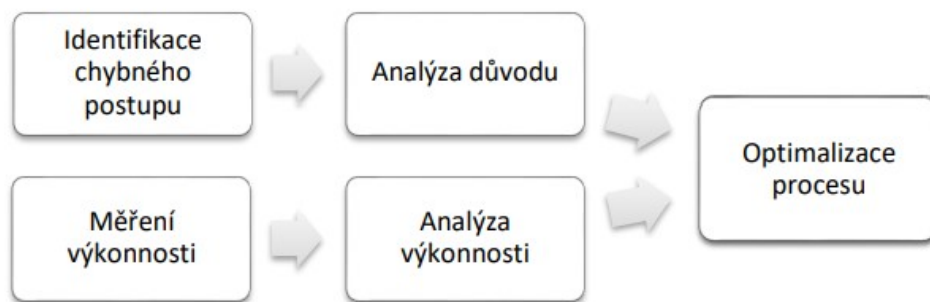 Identifikace
chybného
postupu
Analýza důvodu
Měření
výkonnosti
Analýza
výkonnosti
Optimalizace
procesu